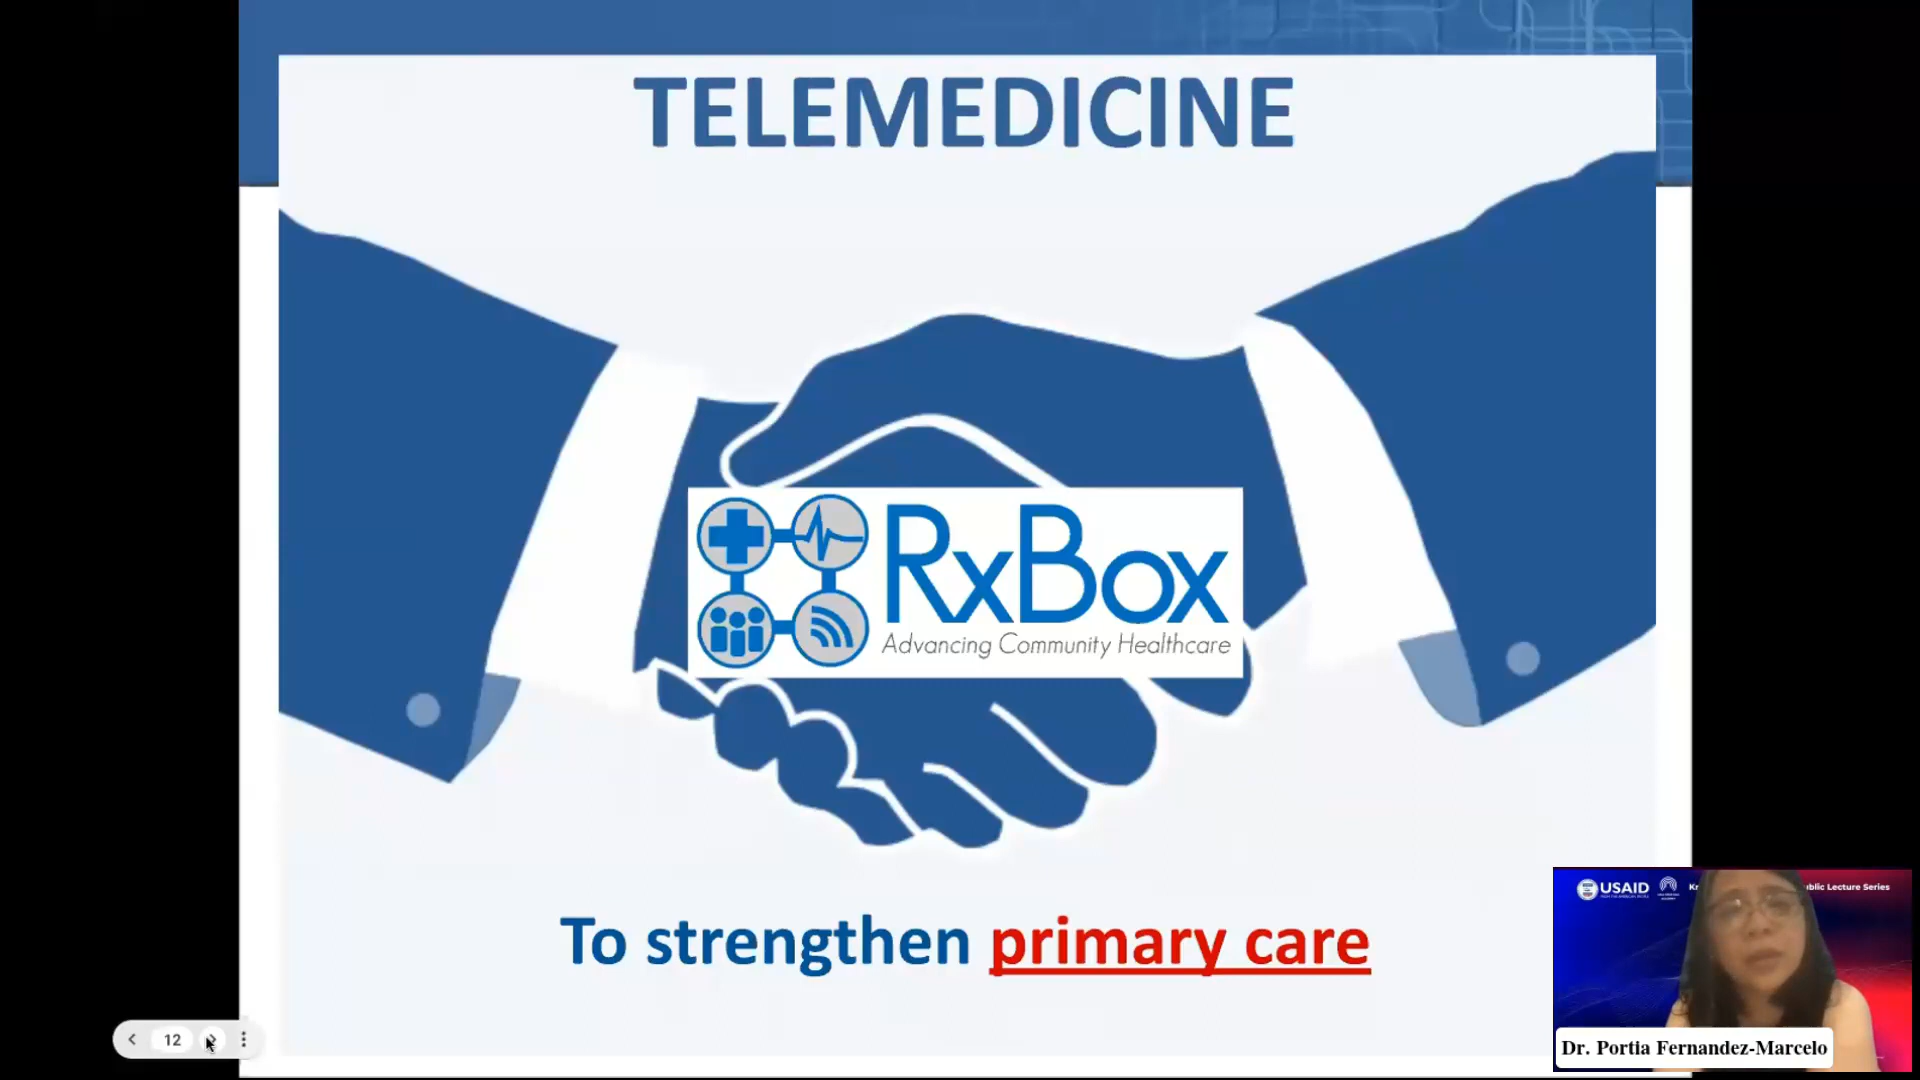 TELEMEDICINE
RxBox
Advancing Community Healthcare
To strengthen primary care
12
USAID
Public Lecture Series
Dr. Portia Fernandez-Marcelo